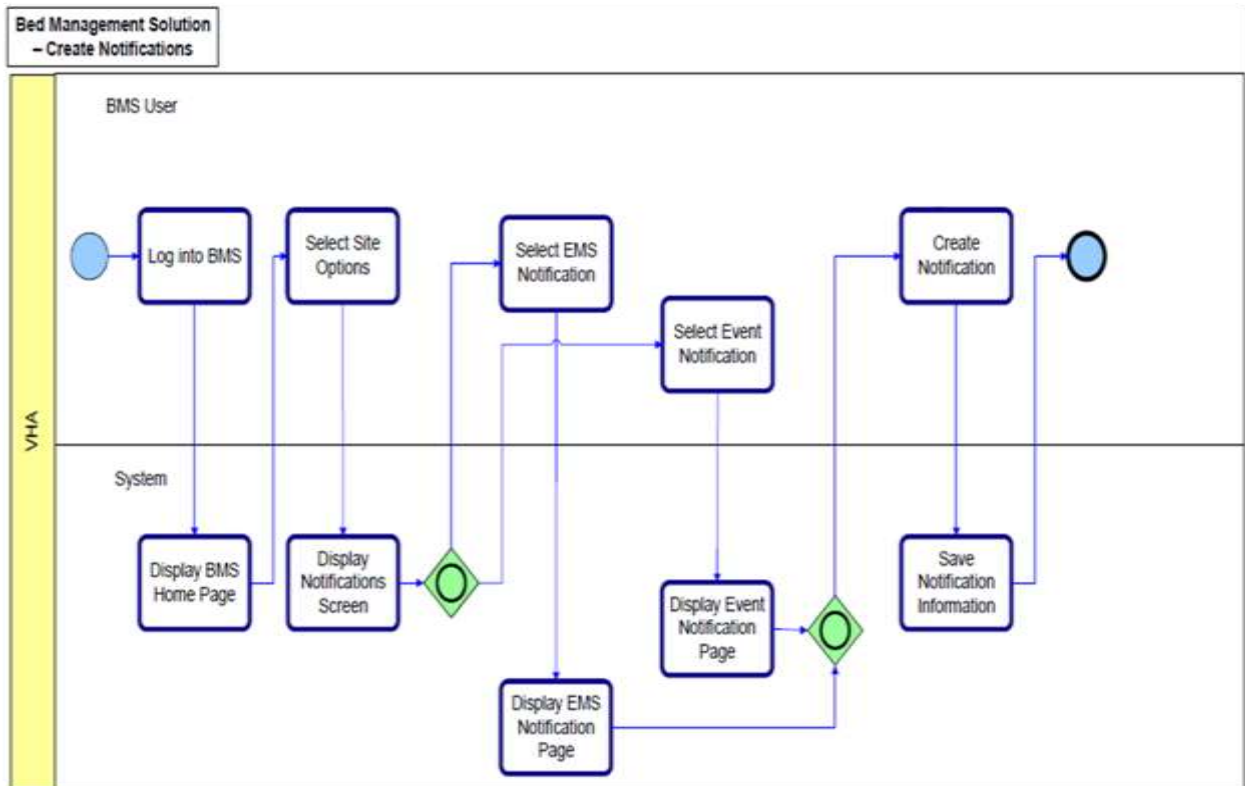 Bed Management Solution
– Create Notifications
VHA
BMS User
Log into BMS
Select Site
Options
Select EMS
Notification
Select Event
Notification
Create
Notification
System
Display BMS
Home Page
Display
Notifications
Screen
Display EMS
Notification
Page
Display Event
Notification
Page
Save
Notification
Information